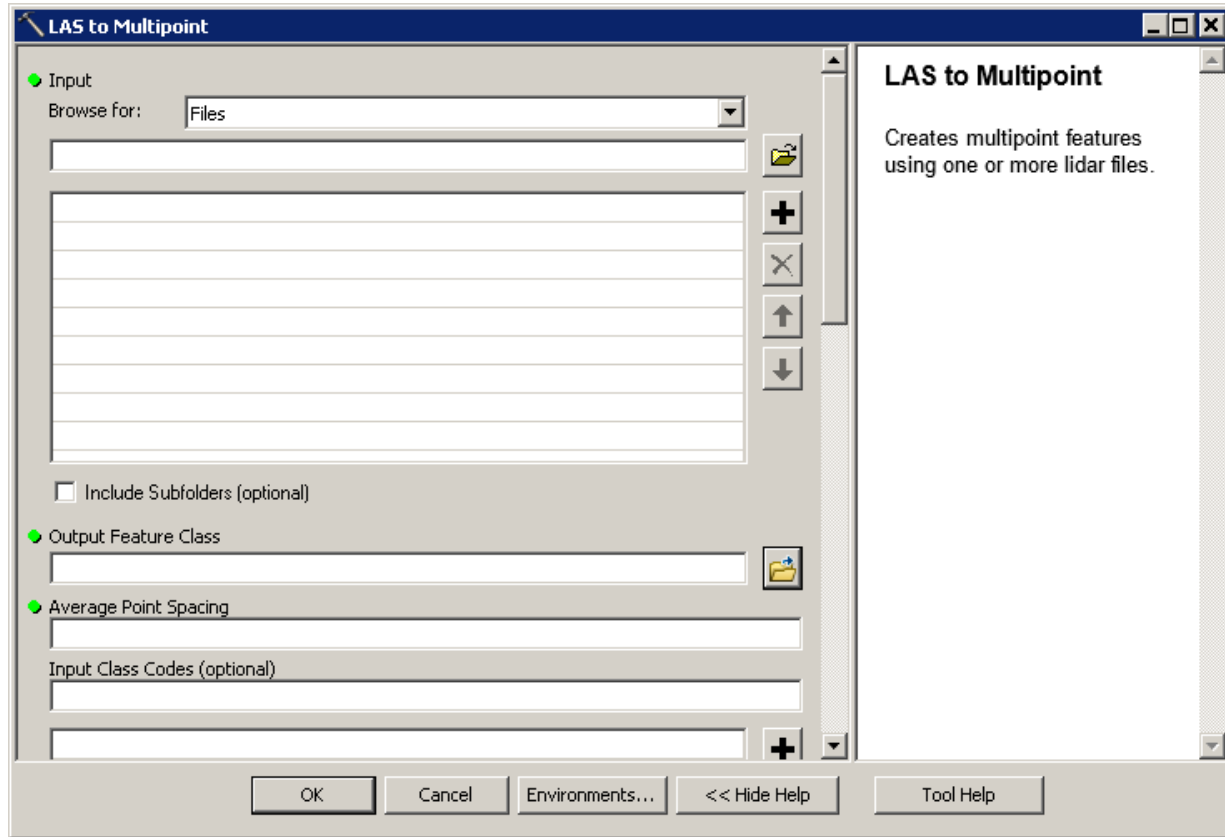 LAS to Multipoint
Input
Browse for: Files
Include Subfolders (optional)
Output Feature Class
Average Point Spacing
Input Class Codes (optional)
LAS to Multipoint
Creates multipoint features
using one or more lidar files.
OK Cancel Environments... << Hide Help Tool Help